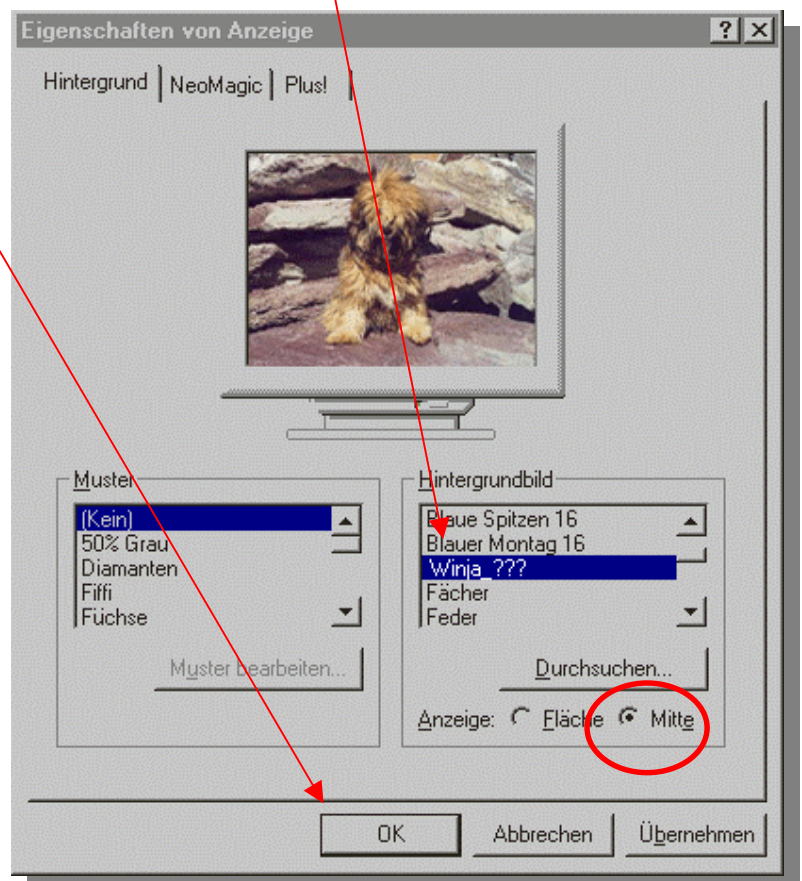 Eigenschaften von Anzeige
Hintergrund NeoMagic Plus!
Muster
(Kein)
50% Grau
Diamanten
Fiffi
Füchse
Muster bearbeiten...
Hintergrundbild
Blaue Spitzen 16
Blauer Montag 16
Winja_???
Fächer
Feder
Durchsuchen...
Anzeige: Fläche Mitte
OK Abbrechen Übernehmen